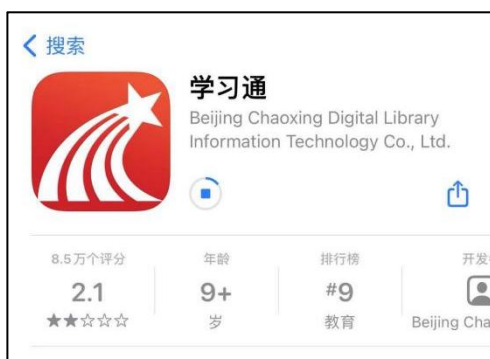 搜索
学习通
Beijing Chaoxing Digital Library
Information Technology Co., Ltd.
8.5万个评分
年龄
排行榜
2.1
9+
#9
★★☆☆☆
岁
教育
Beijing Cha